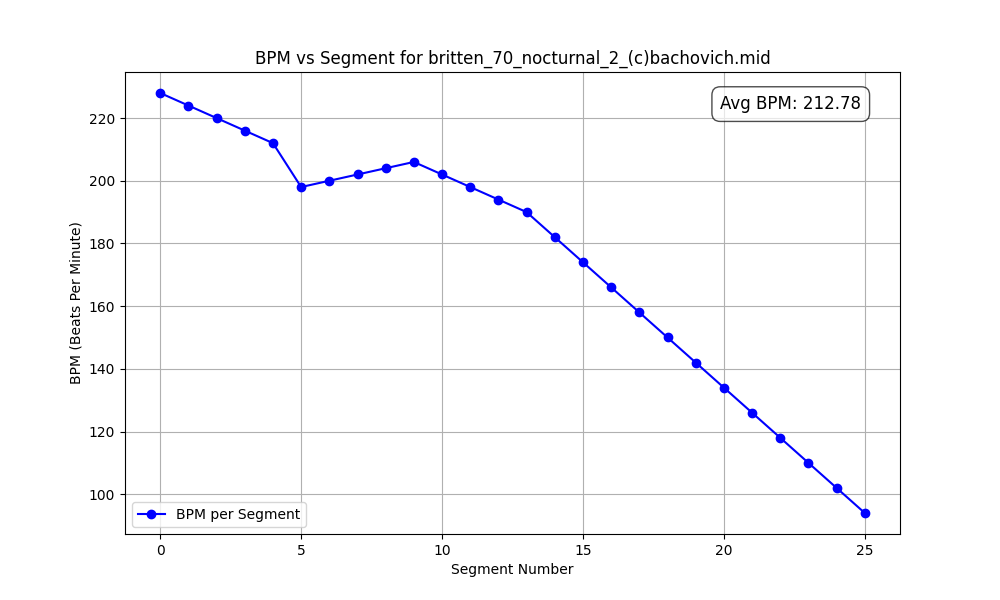 BPM vs Segment for britten_70_nocturnal_2_(c)bachovich.mid
Avg BPM: 212.78
BPM (Beats Per Minute)
220
200
180
160
140
120
100
BPM per Segment
0 5 10 15 20 25
Segment Number